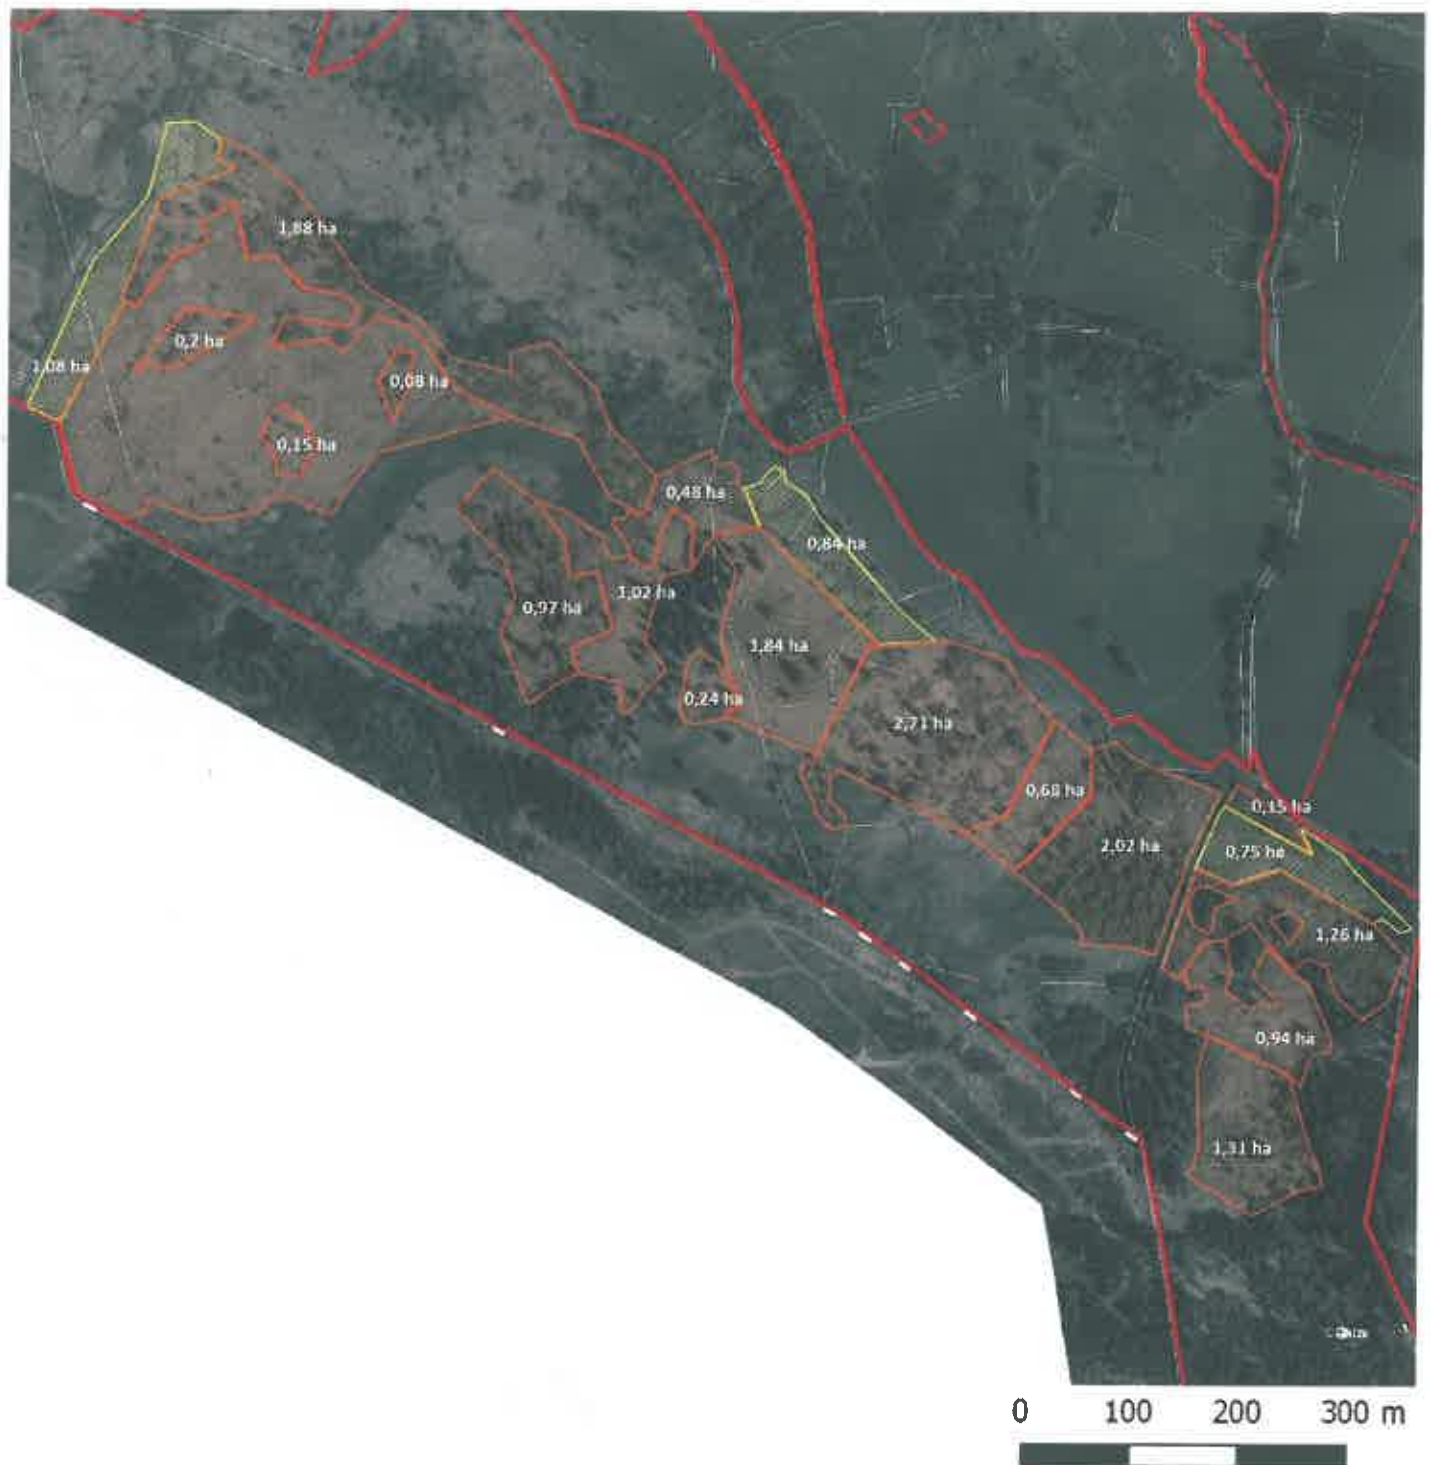 1,88 ha
0,2 ha
1,08 ha
0,08 ha
0,15 ha
0,48 ha
0,84 ha
1,02 ha
0,97 ha
1,84 ha
0,24 ha
2,71 ha
0,68 ha
0,15 ha
2,02 ha
0,75 ha
1,26 ha
0,94 ha
1,31 ha
0 100 200 300 m